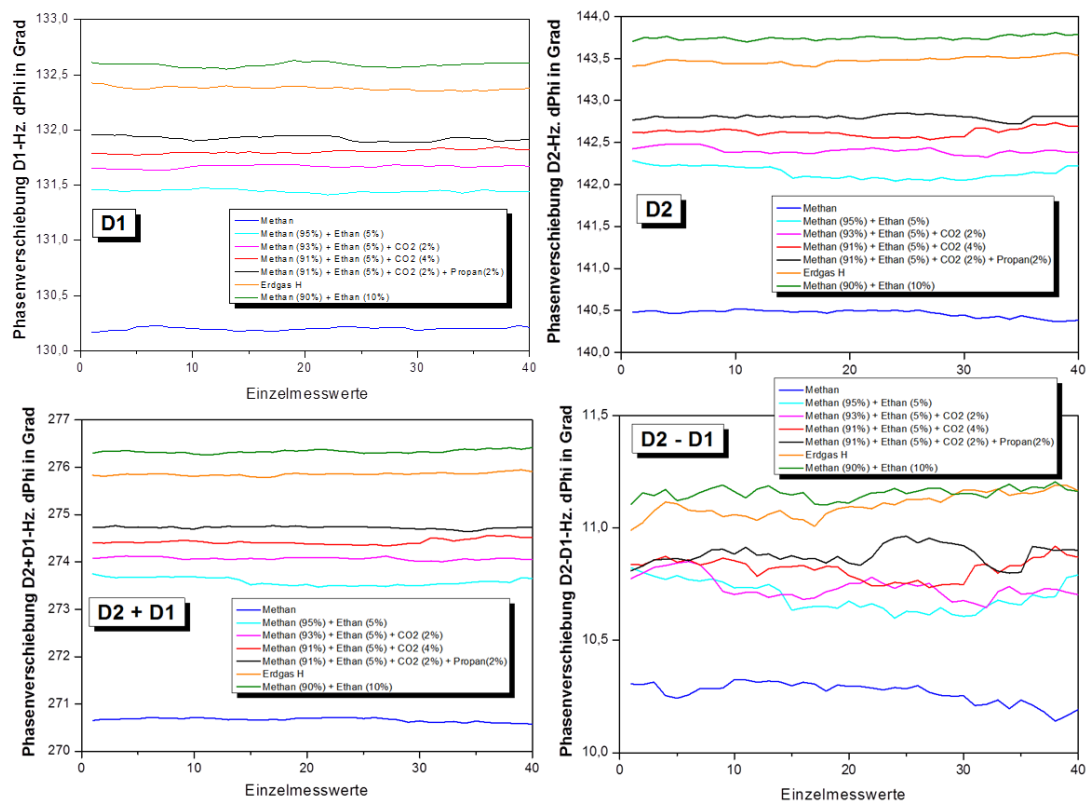 Phasenverschiebung D1-Hz. dPhi in Grad
133,0
132,5
132,0
131,5
131,0
130,5
130,0
D1
Methan
Methan (95%) + Ethan (5%)
Methan (93%) + Ethan (5%) + CO2 (2%)
Methan (91%) + Ethan (5%) + CO2 (4%)
Methan (91%) + Ethan (5%) + CO2 (2%) + Propan(2%)
Erdgas H
Methan (90%) + Ethan (10%)
0 10 20 30 40
Einzelmesswerte
Phasenverschiebung D2-Hz. dPhi in Grad
144,0
143,5
143,0
142,5
142,0
141,5
141,0
140,5
140,0
D2
Methan
Methan (95%) + Ethan (5%)
Methan (93%) + Ethan (5%) + CO2 (2%)
Methan (91%) + Ethan (5%) + CO2 (4%)
Methan (91%) + Ethan (5%) + CO2 (2%) + Propan(2%)
Erdgas H
Methan (90%) + Ethan (10%)
0 10 20 30 40
Einzelmesswerte
Phasenverschiebung D2+D1-Hz. dPhi in Grad
277
276
275
274
273
272
271
270
D2 + D1
Methan
Methan (95%) + Ethan (5%)
Methan (93%) + Ethan (5%) + CO2 (2%)
Methan (91%) + Ethan (5%) + CO2 (4%)
Methan (91%) + Ethan (5%) + CO2 (2%) + Propan(2%)
Erdgas H
Methan (90%) + Ethan (10%)
0 10 20 30 40
Einzelmesswerte
Phasenverschiebung D2-D1-Hz. dPhi in Grad
11,5
11,0
10,5
10,0
D2 - D1
Methan
Methan (95%) + Ethan (5%)
Methan (93%) + Ethan (5%) + CO2 (2%)
Methan (91%) + Ethan (5%) + CO2 (4%)
Methan (91%) + Ethan (5%) + CO2 (2%) + Propan(2%)
Erdgas H
Methan (90%) + Ethan (10%)
0 10 20 30 40
Einzelmesswerte